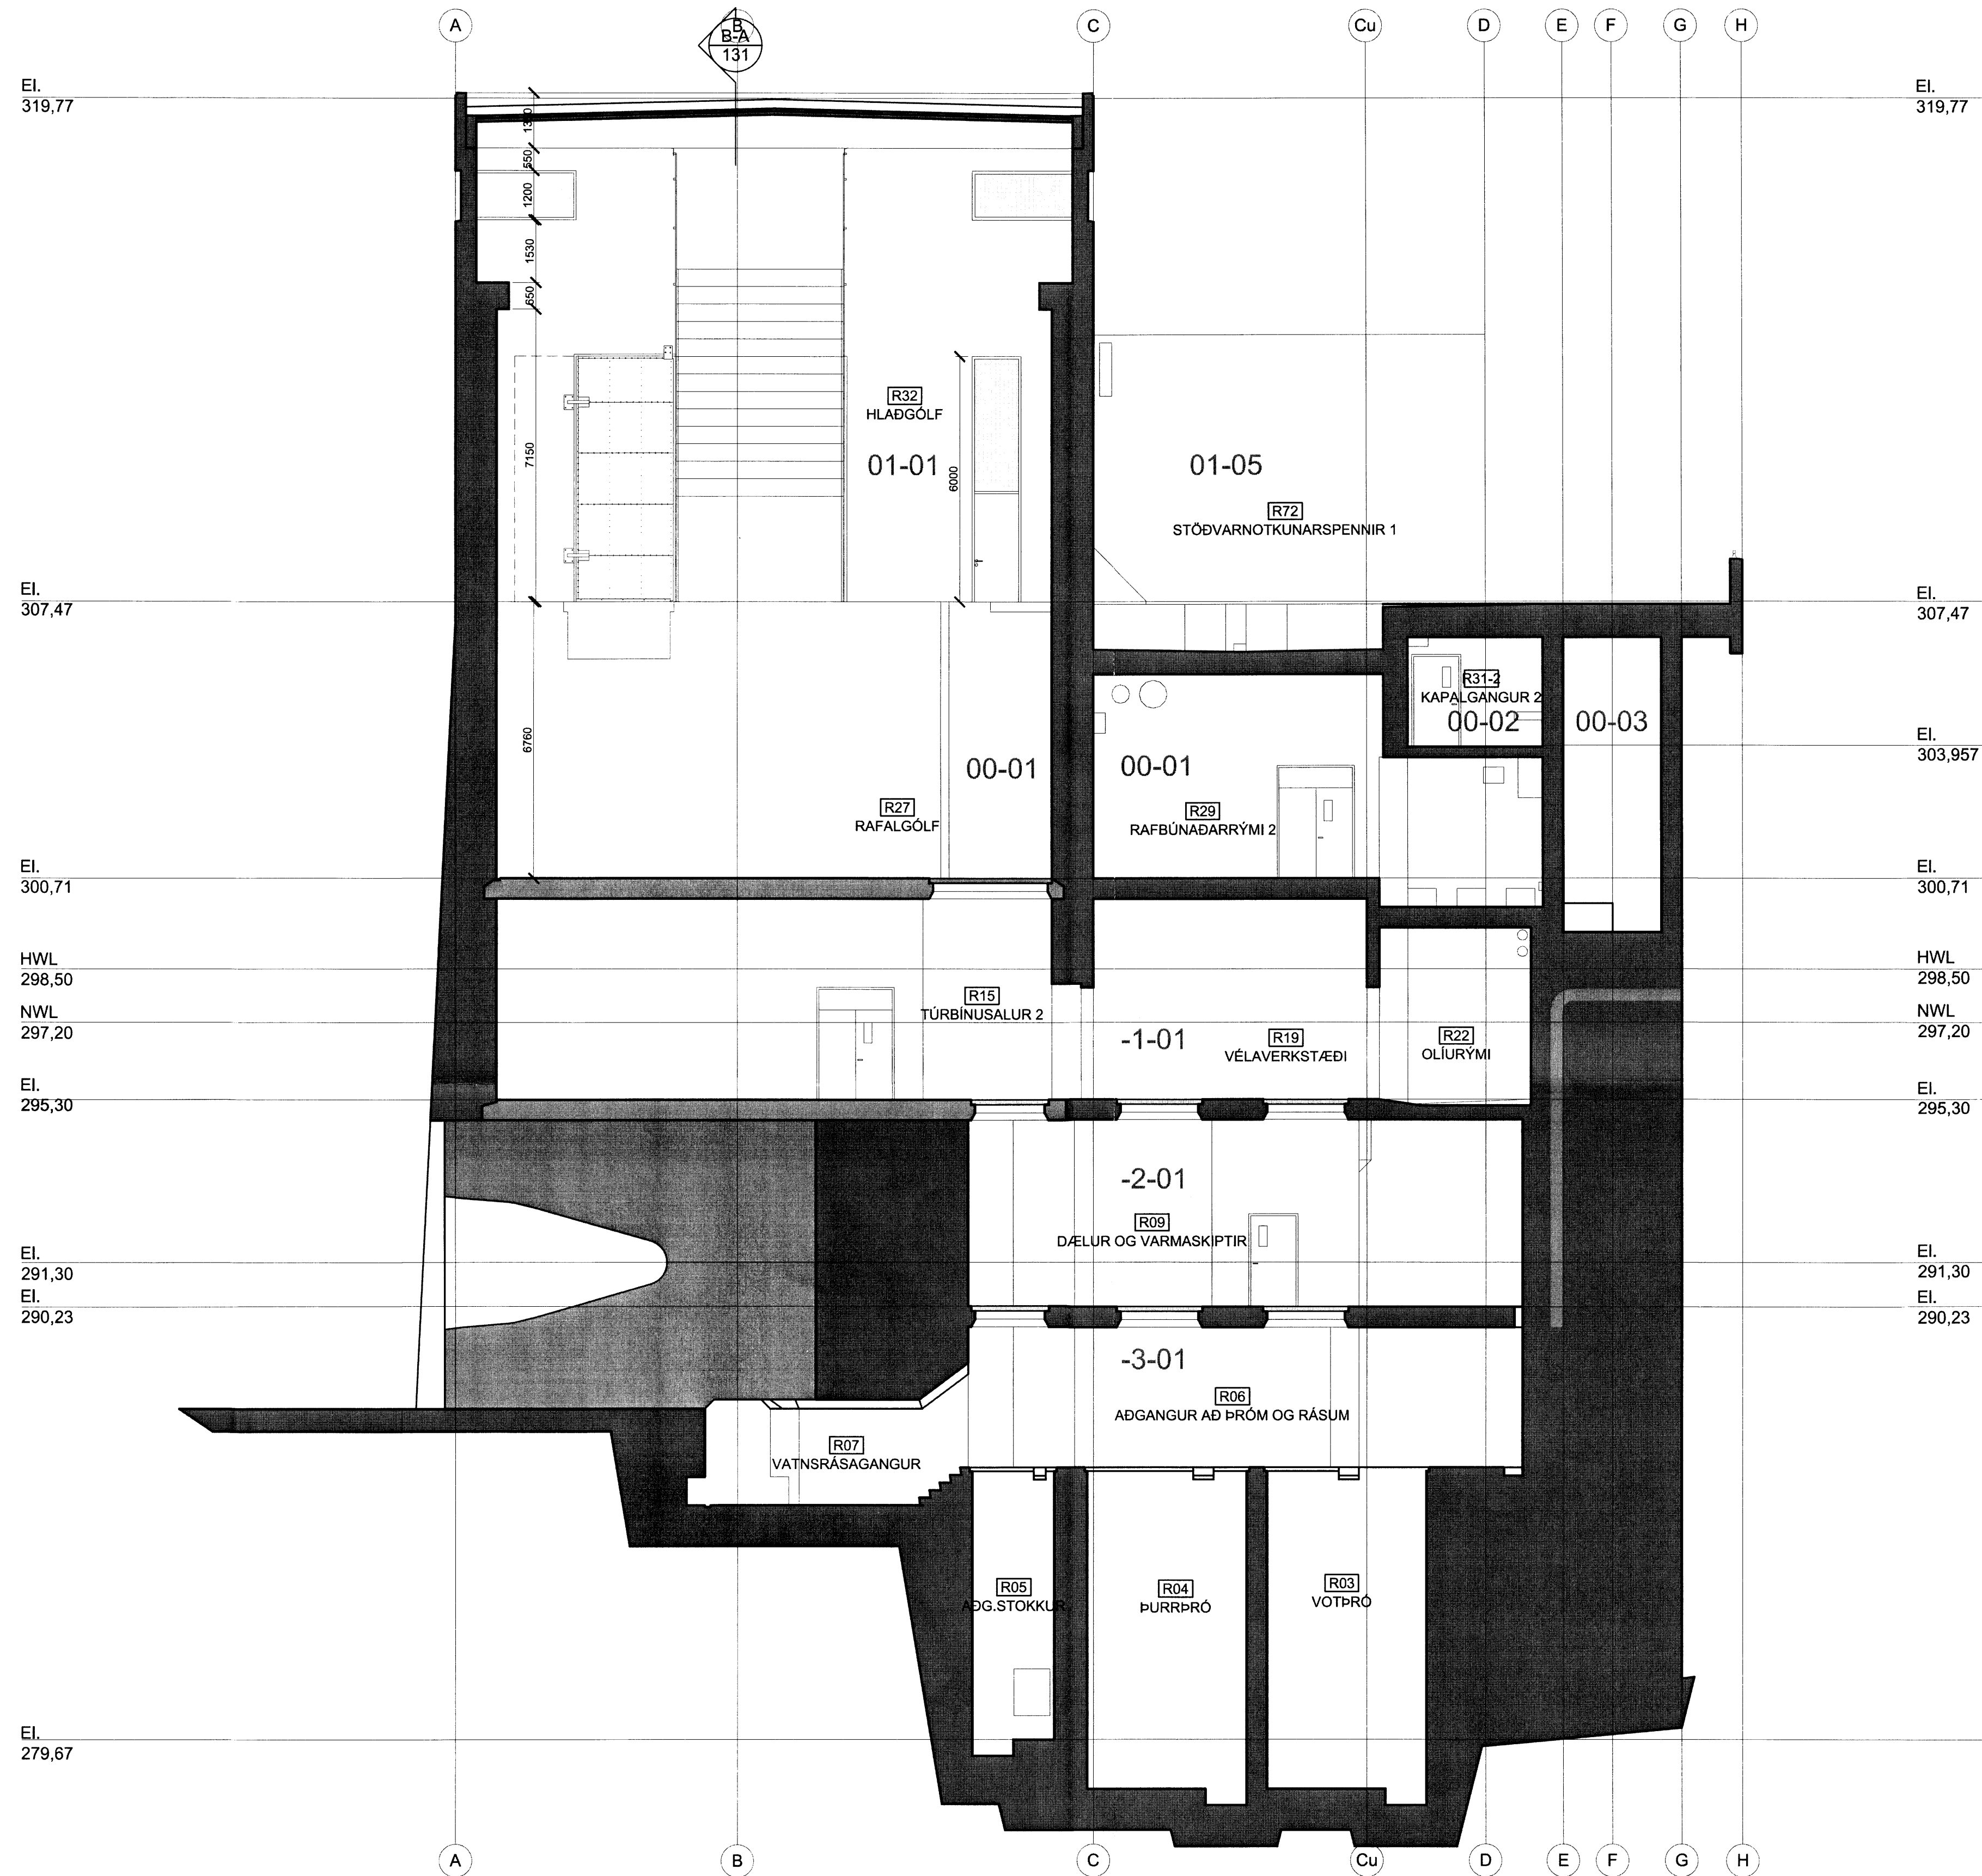 A
B
B-A
131
C
Cu
D
E
F
G
H
El.
319,77
El.
319,77
550
1200
1530
650
R32
HLAÐGÓLF
01-01
7150
6000
01-05
R72
STÖÐVARNOTKUNARSPENNIR 1
El.
307,47
El.
307,47
R31-2
KAPALGANGUR 2
00-02
00-03
6760
00-01
00-01
El.
303,957
R27
RAFALGÓLF
R29
RAFBÚNAÐARRÝMI 2
El.
300,71
El.
300,71
HWL
298,50
HWL
298,50
R15
TÚRBÍNUSALUR 2
NWL
297,20
NWL
297,20
-1-01
R19
VÉLAVERKSTÆÐI
R22
OLÍURÝMI
El.
295,30
El.
295,30
-2-01
R09
DÆLUR OG VARMASKIPTIR
El.
291,30
El.
291,30
El.
290,23
El.
290,23
-3-01
R06
AÐGANGUR AÐ ÞRÓM OG RÁSUM
R07
VATNSRÁSAGANGUR
R05
AÐG.STOKKUR
R04
ÞURRÞRÓ
R03
VOTÞRÓ
El.
279,67
A
B
C
Cu
D
E
F
G
H